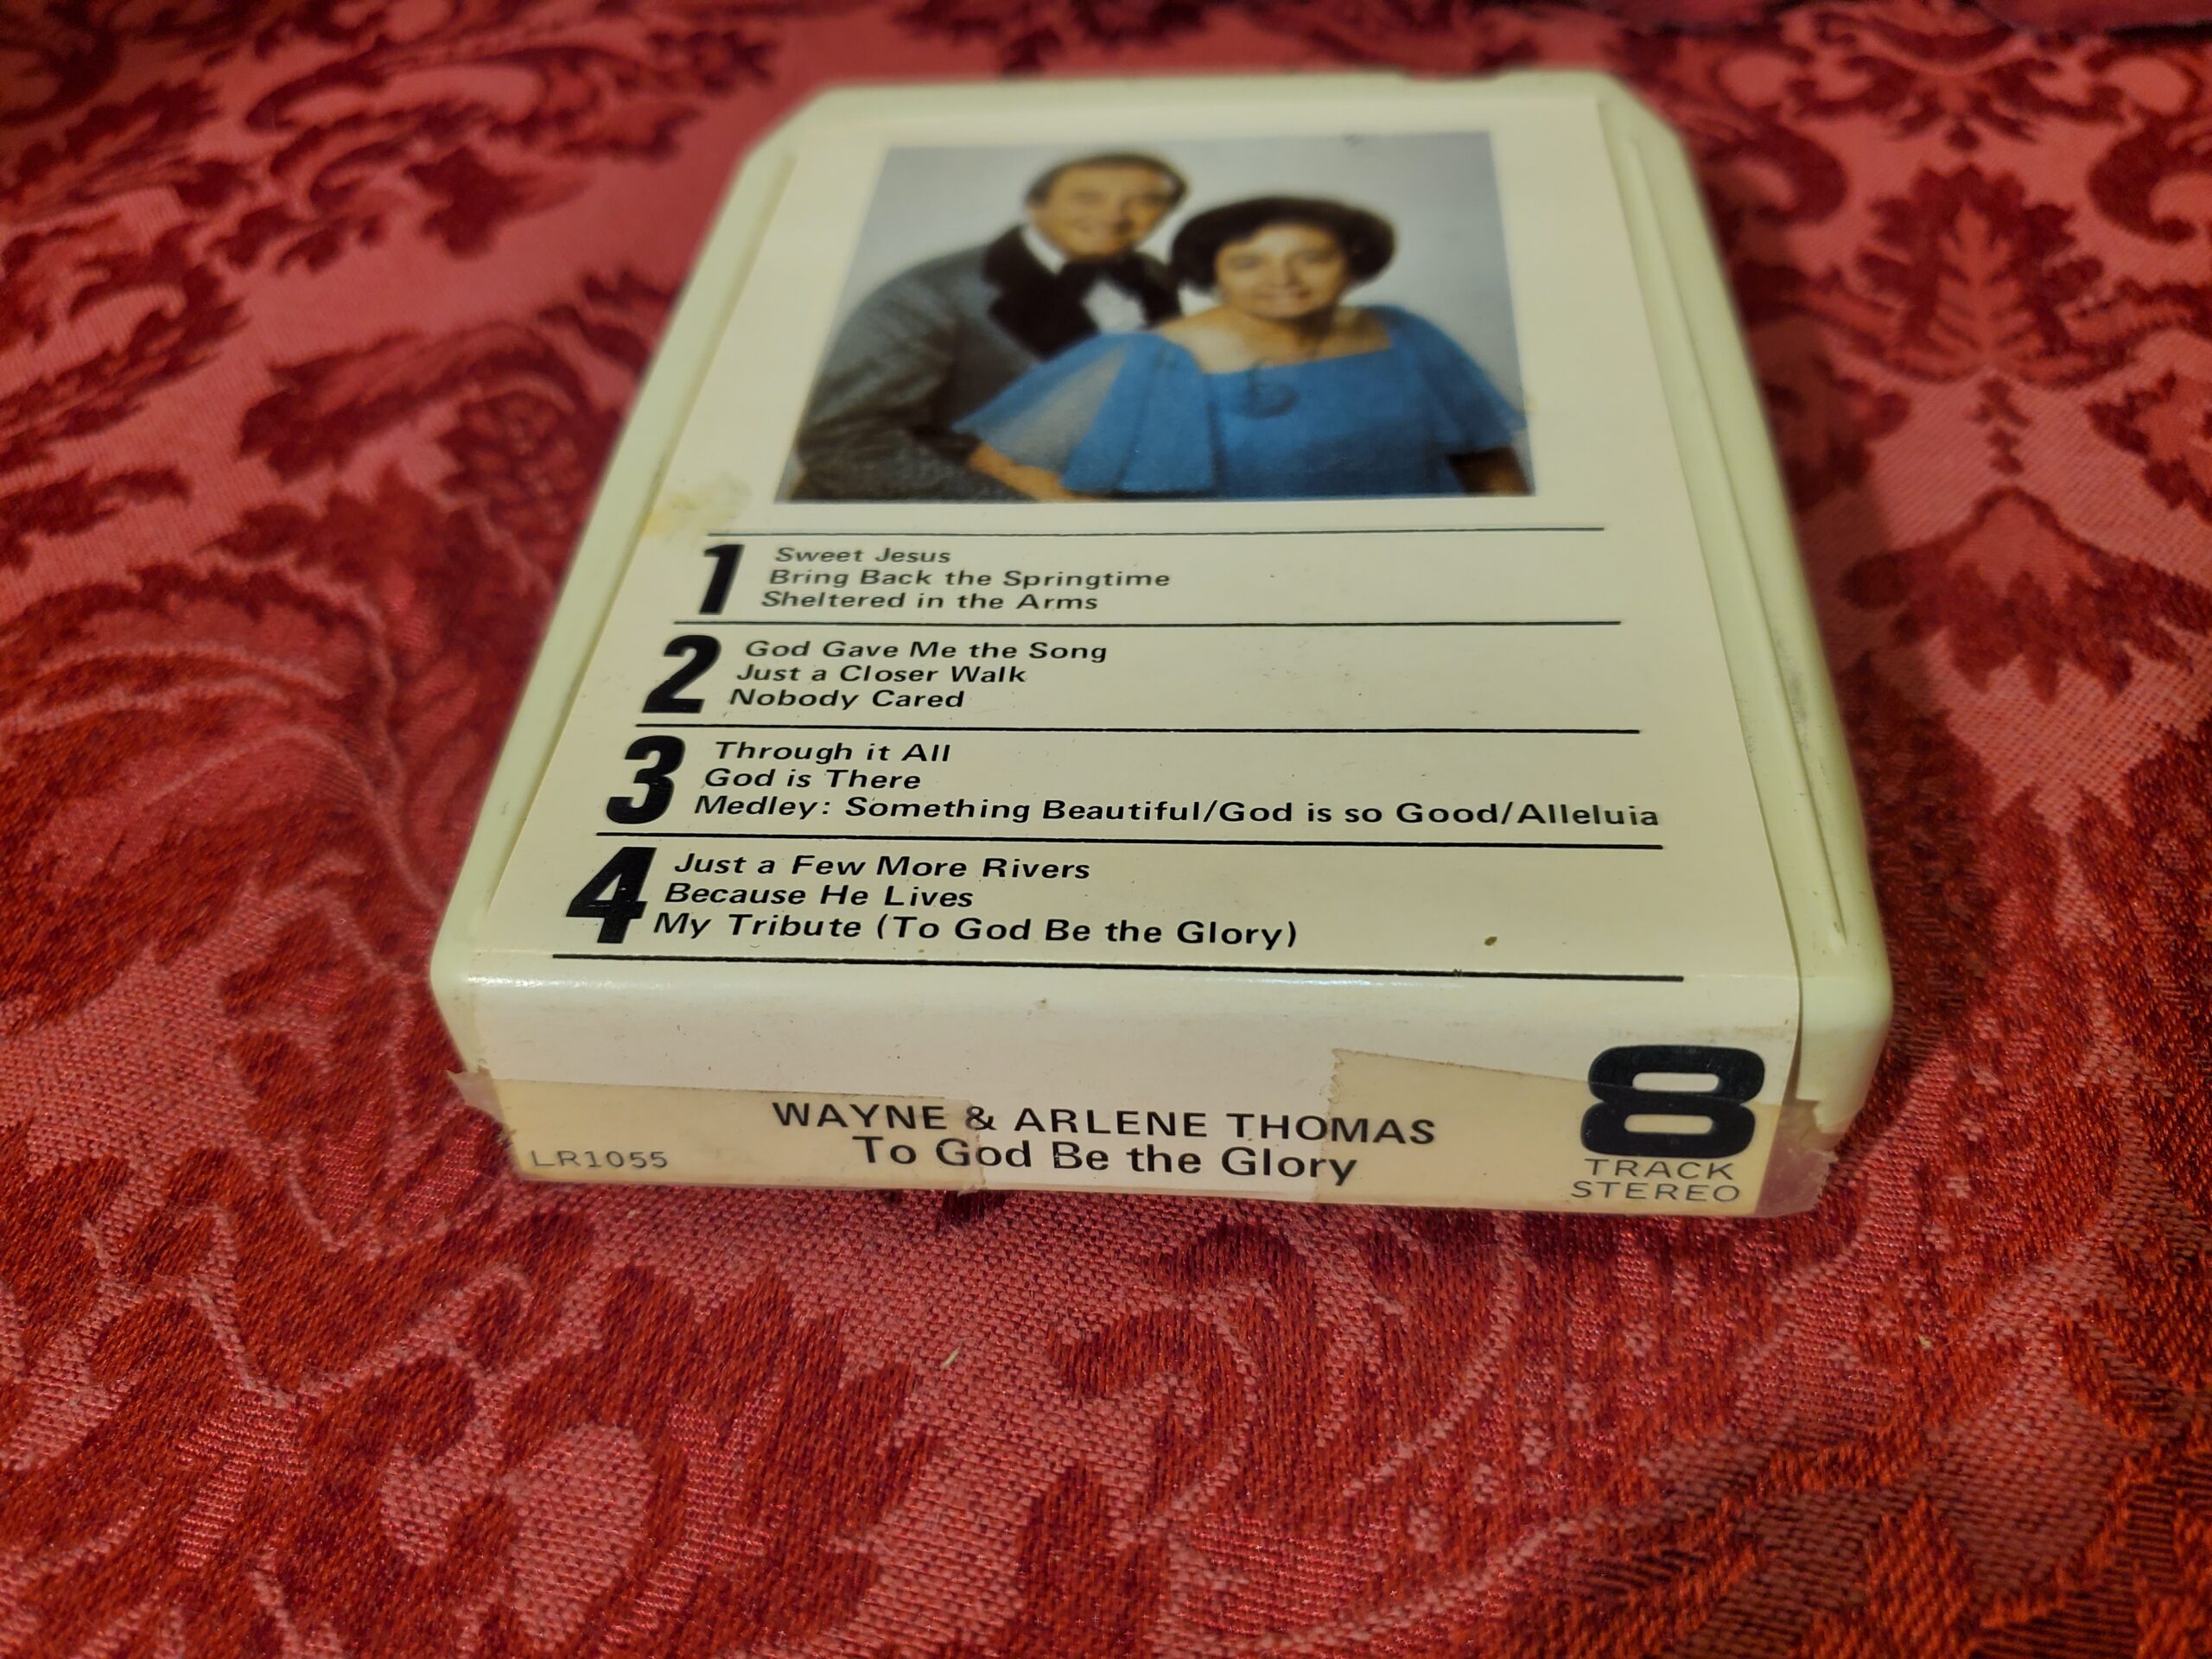 1
Sweet Jesus
Bring Back the Springtime
Sheltered in the Arms
2
God Gave Me the Song
Just a Closer Walk
Nobody Cared
3
Through it All
God is There
Medley: Something Beautiful/God is so Good/Alleluia
4
Just a Few More Rivers
Because He Lives
My Tribute (To God Be the Glory)
WAYNE & ARLENE THOMAS
To God Be the Glory
LR1055
8
TRACK
STEREO